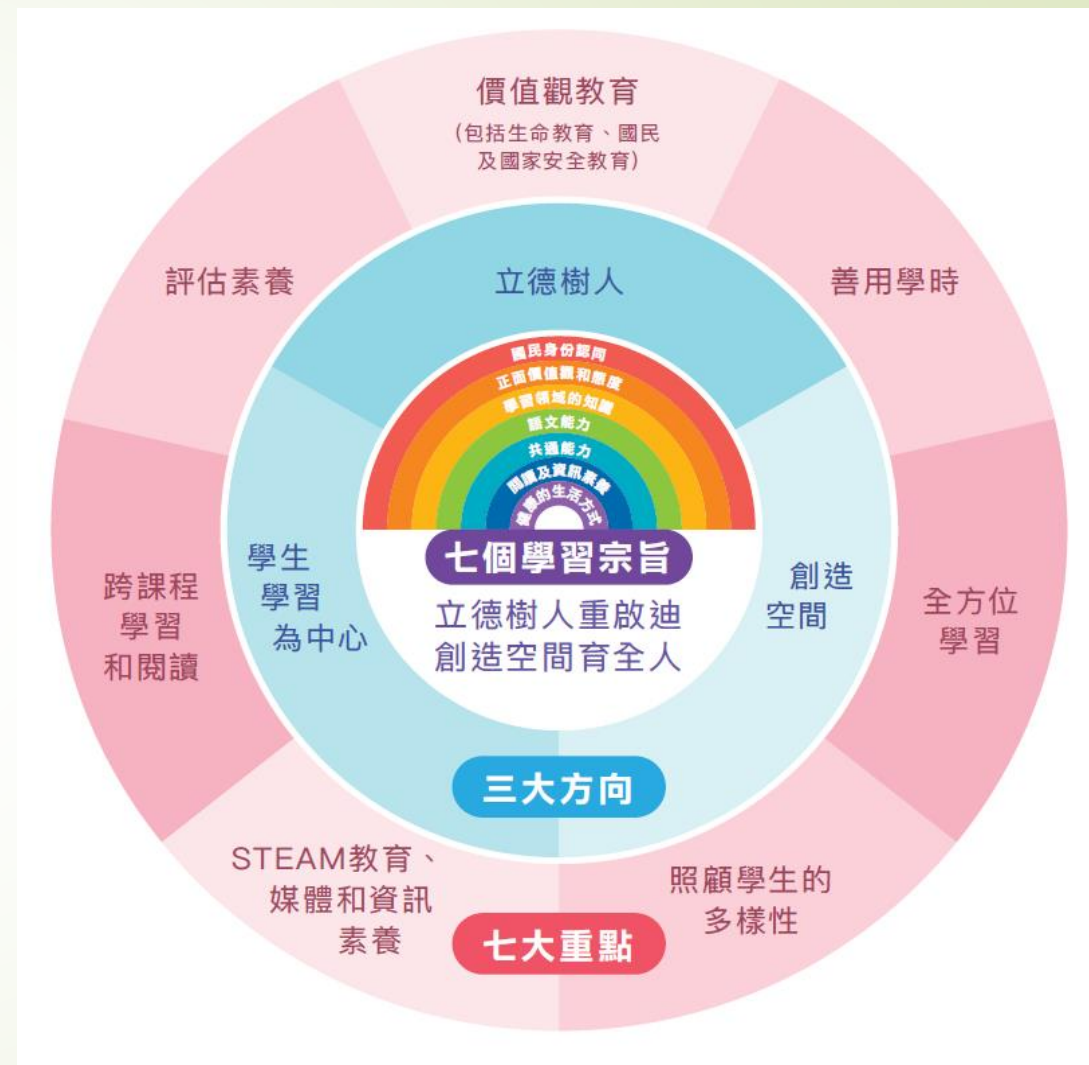 價值觀教育
(包括生命教育、國民
及國家安全教育)
評估素養
立德樹人
善用學時
國民身份認同
正面價值觀和態度
學習領域的知識
語文能力
共通能力
閱讀及資訊素養
健康的生活方式
七個學習宗旨
立德樹人重啟迪
創造空間育全人
學生
學習
為中心
創造
空間
跨課程
學習
和閱讀
全方位
學習
三大方向
STEAM教育、
媒體和資訊
素養
照顧學生的
多樣性
七大重點